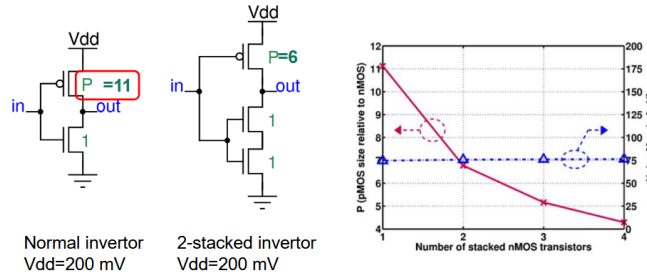 Vdd
P =11
in
out
1
Normal invertor
Vdd=200 mV
Vdd
P=6
in
out
1
1
2-stacked invertor
Vdd=200 mV
P (pMOS size relative to nMOS)
12
11
10
9
8
7
6
5
4
200
175
150
125
100
75
50
25
0
1
2
3
4
Number of stacked nMOS transistors